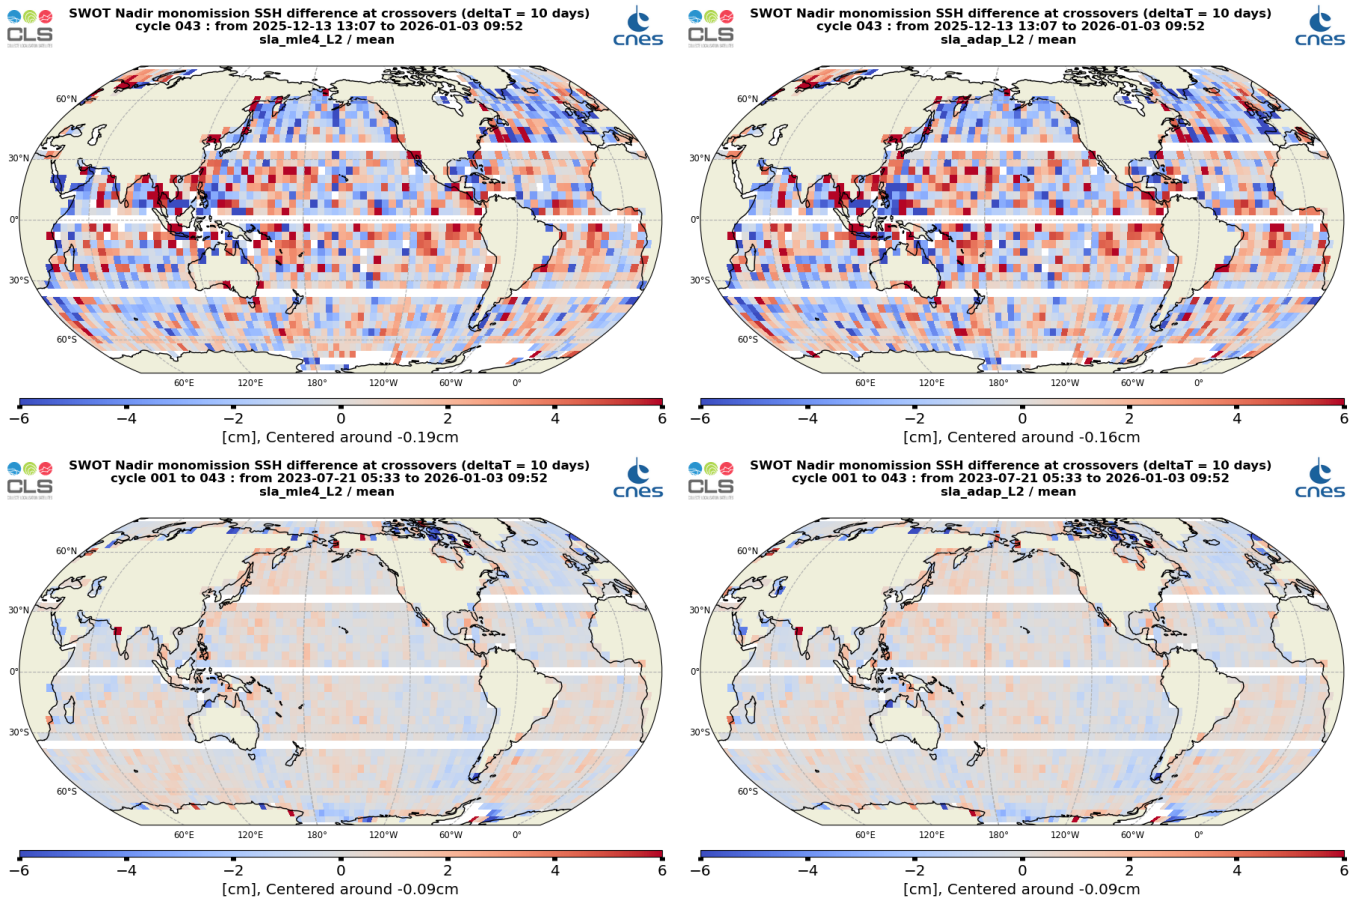 SWOT Nadir monomission SSH difference at crossovers (deltaT = 10 days)
cycle 043 : from 2025-12-13 13:07 to 2026-01-03 09:52
sla_mle4_L2 / mean
CLS
cnes
60°N
30°N
0°
30°S
60°S
60°E 120°E 180° 120°W 60°W 0°
−6 −4 −2 0 2 4 6
[cm], Centered around -0.19cm
SWOT Nadir monomission SSH difference at crossovers (deltaT = 10 days)
cycle 043 : from 2025-12-13 13:07 to 2026-01-03 09:52
sla_adap_L2 / mean
CLS
cnes
60°N
30°N
0°
30°S
60°S
60°E 120°E 180° 120°W 60°W 0°
−6 −4 −2 0 2 4 6
[cm], Centered around -0.16cm
SWOT Nadir monomission SSH difference at crossovers (deltaT = 10 days)
cycle 001 to 043 : from 2023-07-21 05:33 to 2026-01-03 09:52
sla_mle4_L2 / mean
CLS
cnes
60°N
30°N
0°
30°S
60°S
60°E 120°E 180° 120°W 60°W 0°
−6 −4 −2 0 2 4 6
[cm], Centered around -0.09cm
SWOT Nadir monomission SSH difference at crossovers (deltaT = 10 days)
cycle 001 to 043 : from 2023-07-21 05:33 to 2026-01-03 09:52
sla_adap_L2 / mean
CLS
cnes
60°N
30°N
0°
30°S
60°S
60°E 120°E 180° 120°W 60°W 0°
−6 −4 −2 0 2 4 6
[cm], Centered around -0.09cm